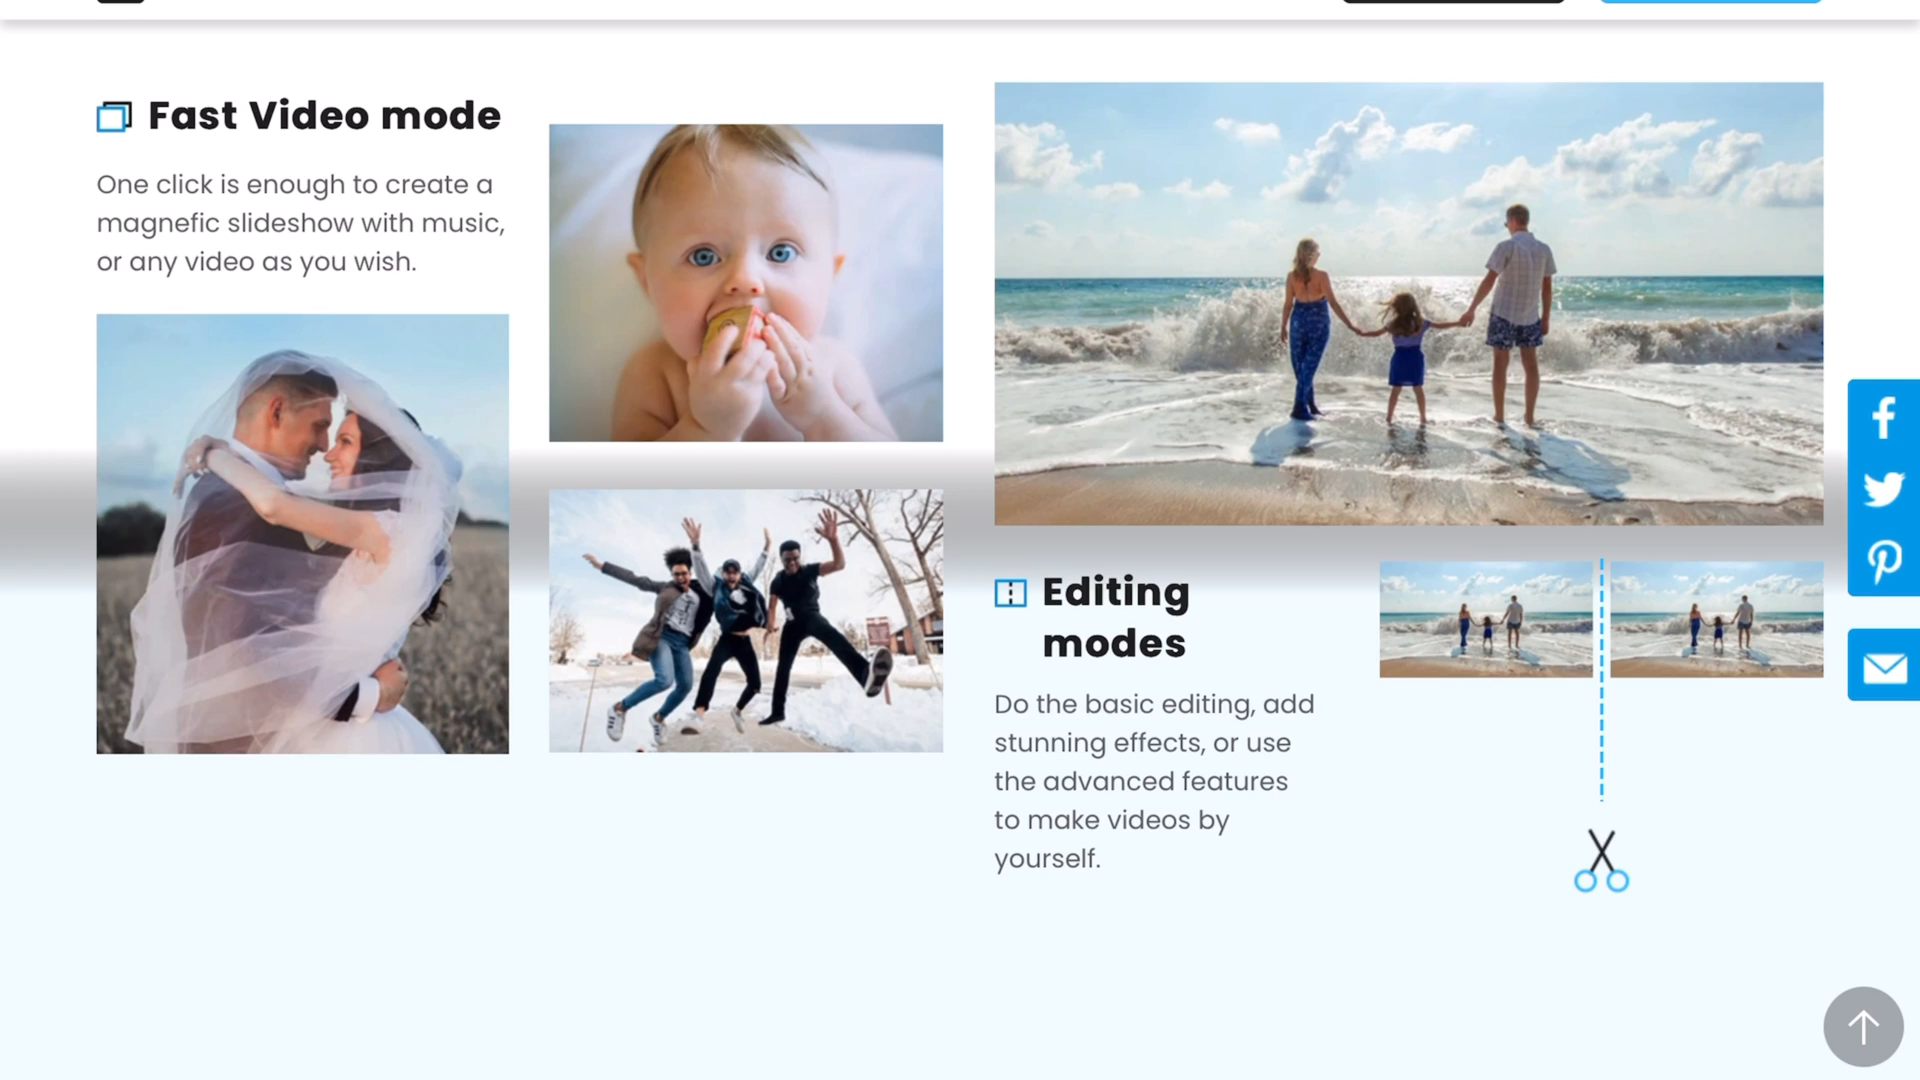 Fast Video mode
One click is enough to create a
magnefic slideshow with music,
or any video as you wish.
Editing
modes
Do the basic editing, add
stunning effects, or use
the advanced features
to make videos by
yourself.